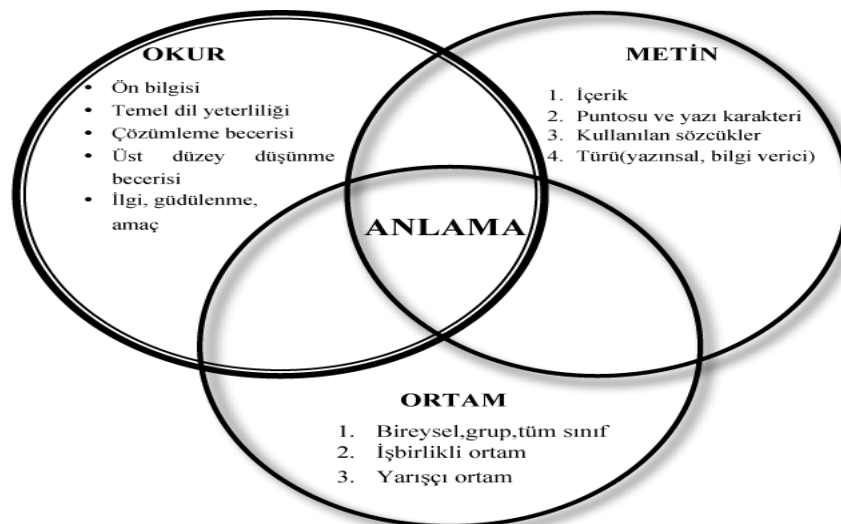 OKUR
• Ön bilgisi
• Temel dil yeterliliği
• Çözümleme becerisi
• Üst düzey düşünme
becerisi
• İlgi, güdülenme,
amaç
METİN
1. İçerik
2. Puntosu ve yazı karakteri
3. Kullanılan sözcükler
4. Türü(yazınsal, bilgi verici)
ANLAMA
ORTAM
1. Bireysel,grup,tüm sınıf
2. İşbirlikli ortam
3. Yarışçı ortam